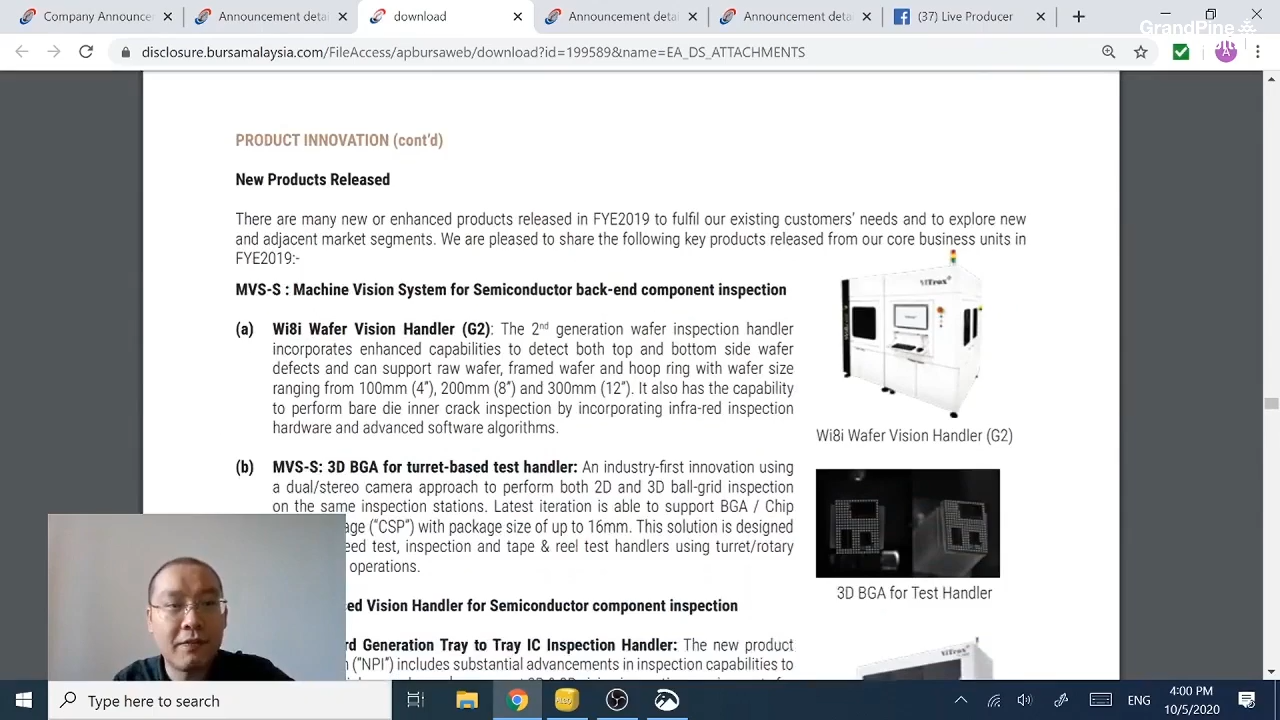 Company Announce
Announcement detai
download
Announcement detai
Announcement detai
(37) Live Producer
GrandPine
disclosure.bursamalaysia.com/FileAccess/apbursaweb/download?id=199589&name=EA_DS_ATTACHMENTS
A
PRODUCT INNOVATION (cont'd)
New Products Released
There are many new or enhanced products released in FYE2019 to fulfil our existing customers' needs and to explore new
and adjacent market segments. We are pleased to share the following key products released from our core business units in
FYE2019:-
MVS-S : Machine Vision System for Semiconductor back-end component inspection
(a) Wi8i Wafer Vision Handler (G2): The 2nd generation wafer inspection handler
incorporates enhanced capabilities to detect both top and bottom side wafer
defects and can support raw wafer, framed wafer and hoop ring with wafer size
ranging from 100mm (4”), 200mm (8”) and 300mm (12”). It also has the capability
to perform bare die inner crack inspection by incorporating infra-red inspection
hardware and advanced software algorithms.
ViTrox
Wi8i Wafer Vision Handler (G2)
(b) MVS-S: 3D BGA for turret-based test handler: An industry-first innovation using
a dual/stereo camera approach to perform both 2D and 3D ball-grid inspection
on the same inspection stations. Latest iteration is able to support BGA / Chip
age (“CSP”) with package size of up to 16mm. This solution is designed
eed test, inspection and tape & reel test handlers using turret/rotary
operations.
3D BGA for Test Handler
ed Vision Handler for Semiconductor component inspection
rd Generation Tray to Tray IC Inspection Handler: The new product
(“NPI”) includes substantial advancements in inspection capabilities to
ViTrox
Type here to search
ENG
4:00 PM
10/5/2020